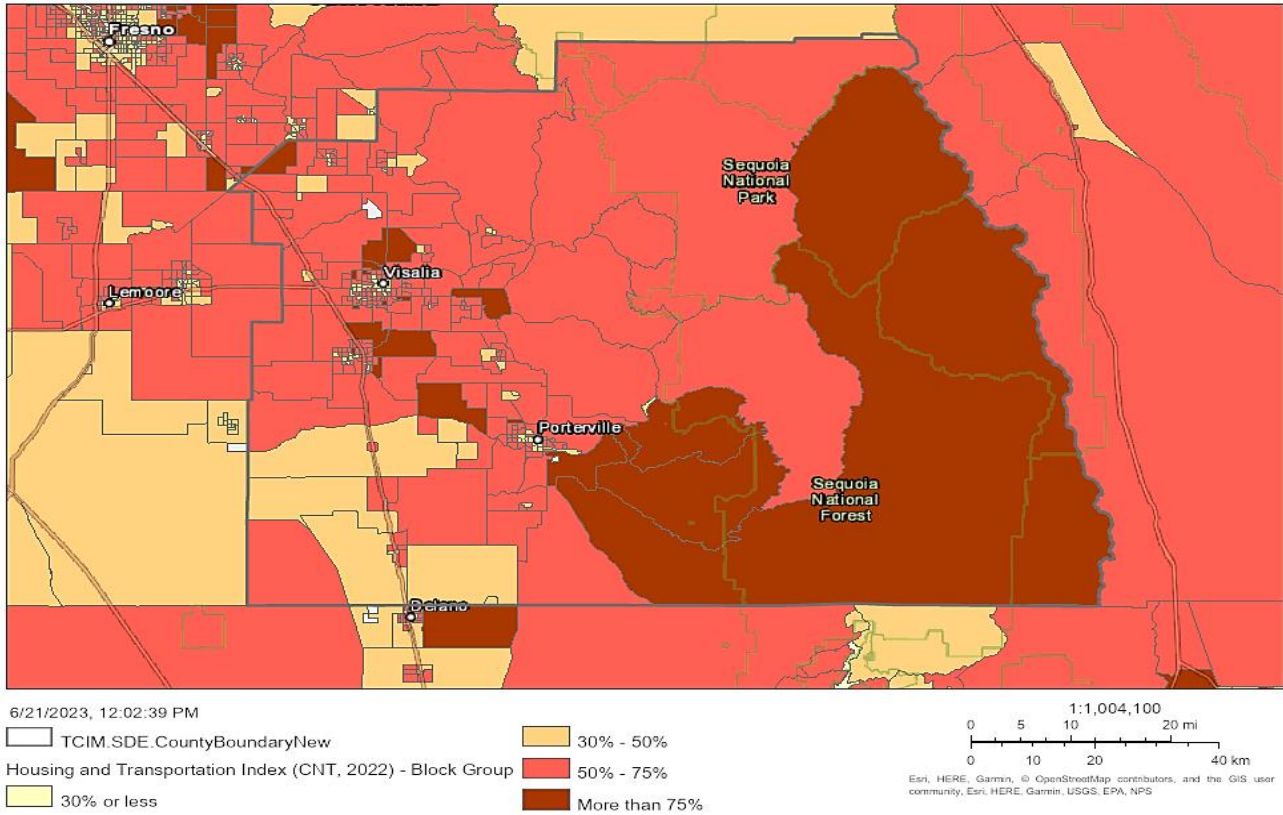 Fresno
Sequoia
National
Park
Visalia
Lemoore
Porterville
Sequoia
National
Forest
Delano
6/21/2023, 12:02:39 PM
TCIM.SDE.CountyBoundaryNew
Housing and Transportation Index (CNT, 2022) - Block Group
30% or less
30% - 50%
50% - 75%
More than 75%
1:1,004,100
0 5 10 20 mi
0 10 20 40 km
Esri, HERE, Garmin, © OpenStreetMap contributors, and the GIS user
community, Esri, HERE, Garmin, USGS, EPA, NPS